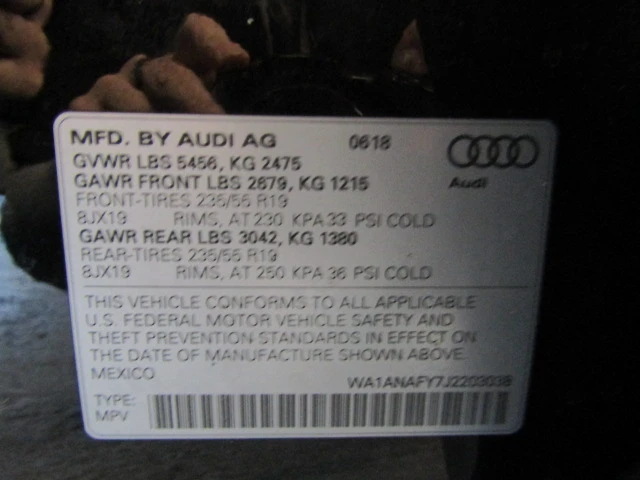 MFD. BY AUDI AG 0618
GVWR LBS 5456, KG 2475
GAWR FRONT LBS 2679, KG 1215
FRONT-TIRES 235/55 R19
8JX19 RIMS, AT 230 KPA 33 PSI COLD
GAWR REAR LBS 3042, KG 1380
REAR-TIRES 235/55 R19
8JX19 RIMS, AT 250 KPA 36 PSI COLD
Audi
THIS VEHICLE CONFORMS TO ALL APPLICABLE
U.S. FEDERAL MOTOR VEHICLE SAFETY AND
THEFT PREVENTION STANDARDS IN EFFECT ON
THE DATE OF MANUFACTURE SHOWN ABOVE.
MEXICO
WA1ANAFY7J2203038
TYPE:
MPV